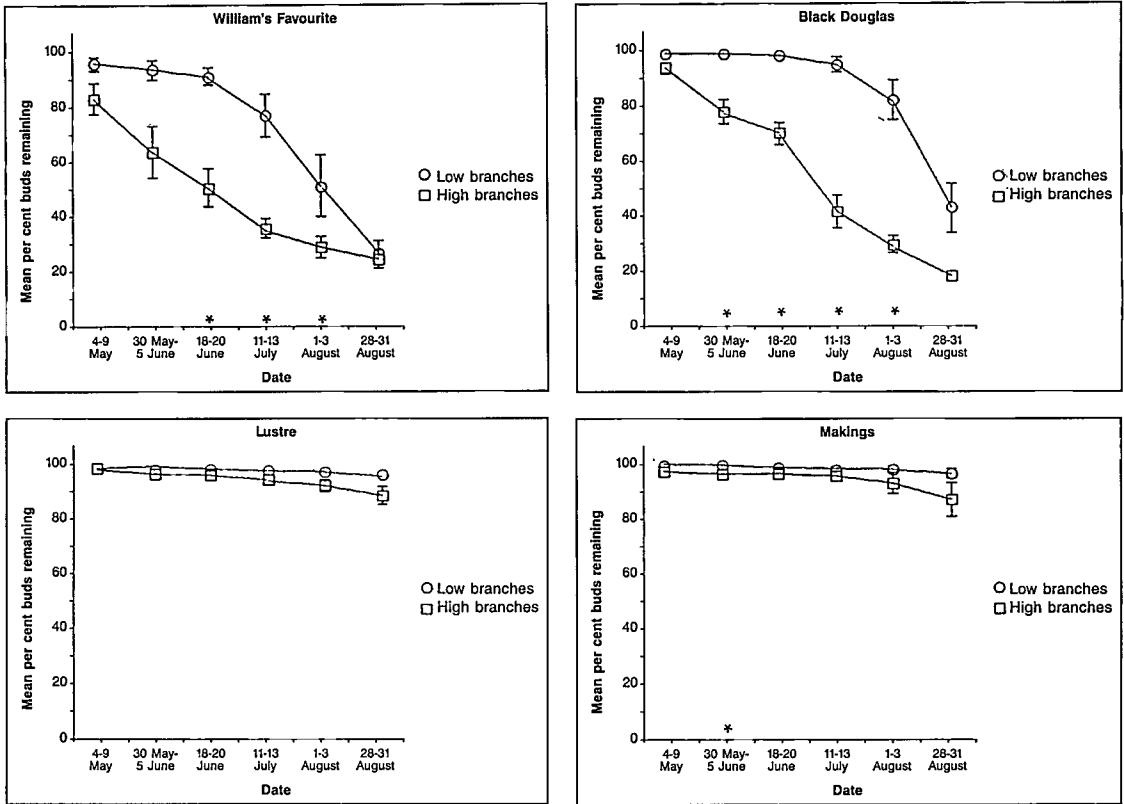 William's Favourite
Mean per cent buds remaining
100
80
60
40
20
0
Low branches
High branches
* * *
4-9 May
30 May-5 June
18-20 June
11-13 July
1-3 August
28-31 August
Date
Black Douglas
Mean per cent buds remaining
100
80
60
40
20
0
Low branches
High branches
* * * *
4-9 May
30 May-5 June
18-20 June
11-13 July
1-3 August
28-31 August
Date
Lustre
Mean per cent buds remaining
100
80
60
40
20
0
Low branches
High branches
4-9 May
30 May-5 June
18-20 June
11-13 July
1-3 August
28-31 August
Date
Makings
Mean per cent buds remaining
100
80
60
40
20
0
Low branches
High branches
*
4-9 May
30 May-5 June
18-20 June
11-13 July
1-3 August
28-31 August
Date